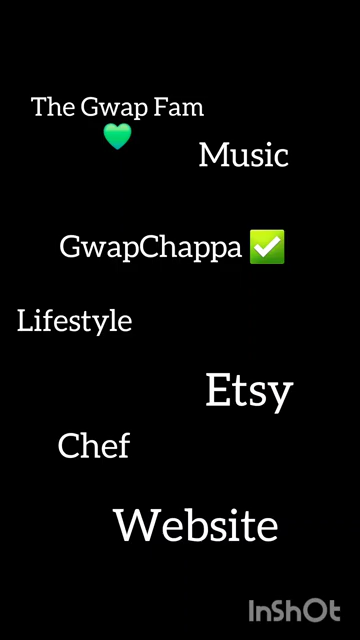 The Gwap Fam
💚
Music
GwapChappa ✅
Lifestyle
Etsy
Chef
Website
InShOt